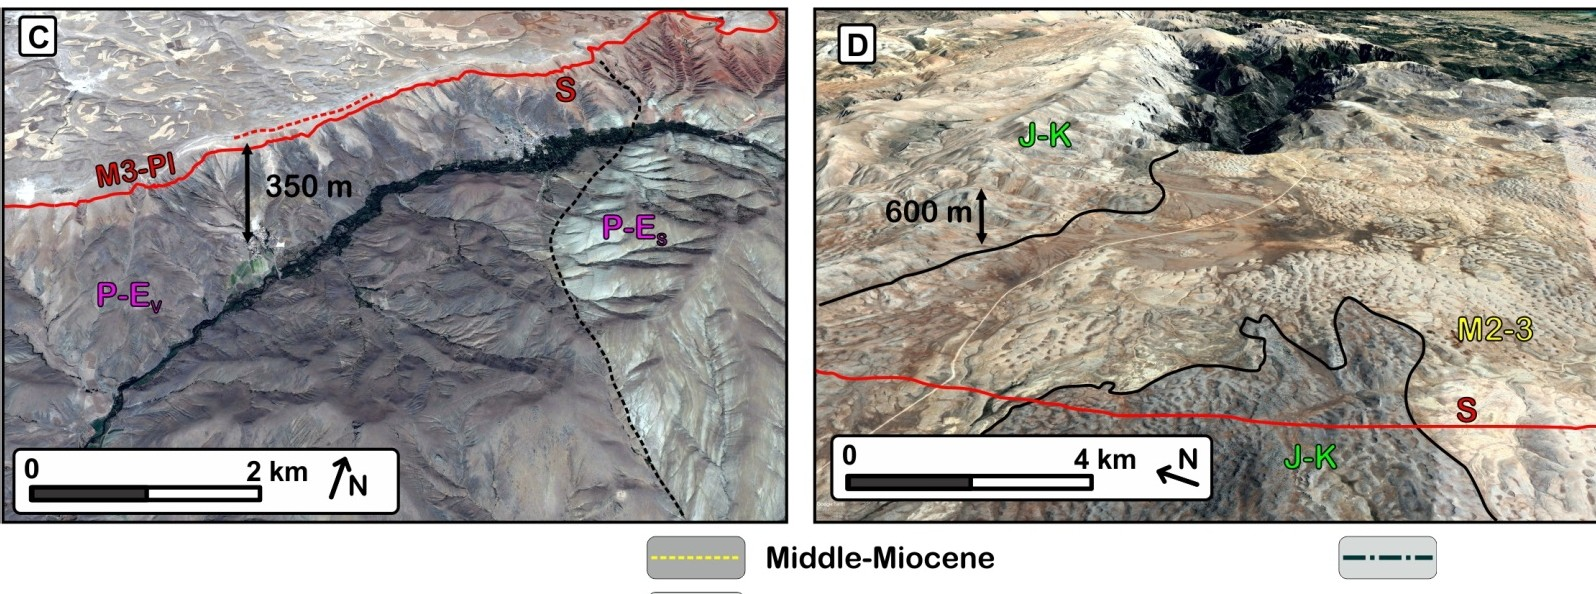 C
S
M3-Pl
350 m
P-Es
P-Ev
0 2 km
N
D
J-K
600 m
M2-3
S
J-K
0 4 km
N
Middle-Miocene